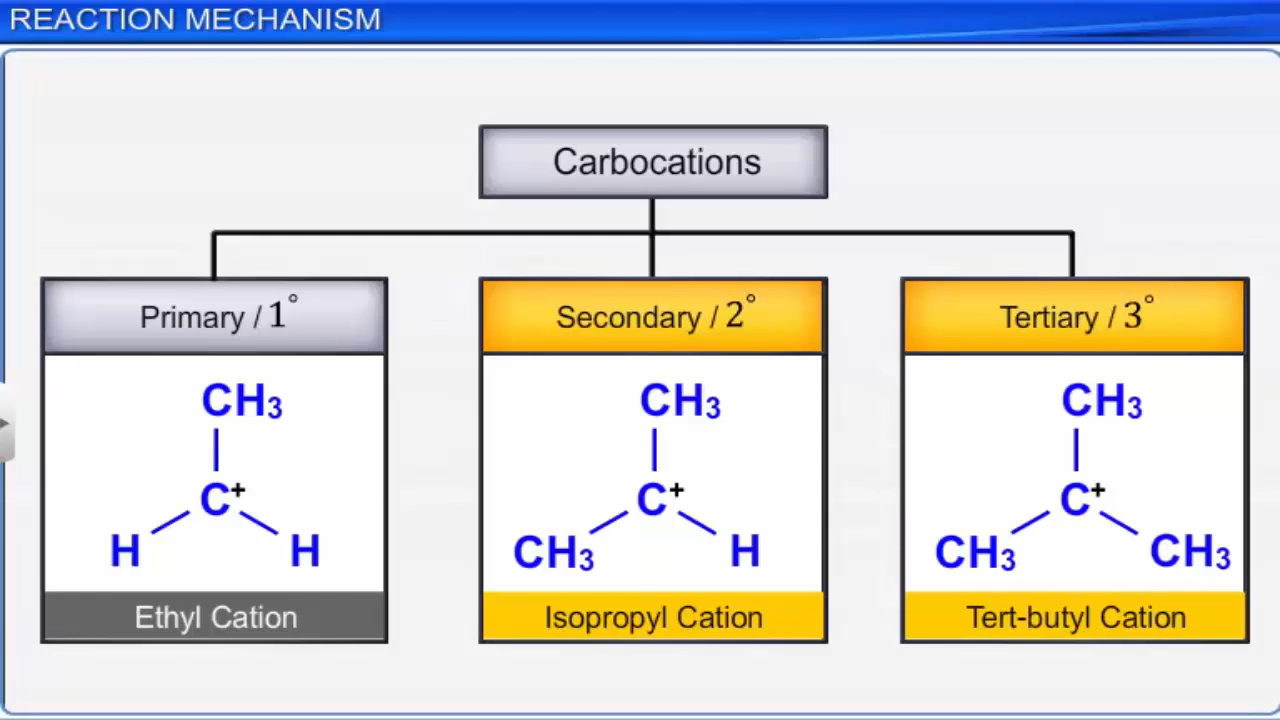 REACTION MECHANISM
Carbocations
Primary / 1°
CH3
C+
H H
Ethyl Cation
Secondary / 2°
CH3
C+
CH3 H
Isopropyl Cation
Tertiary / 3°
CH3
C+
CH3 CH3
Tert-butyl Cation